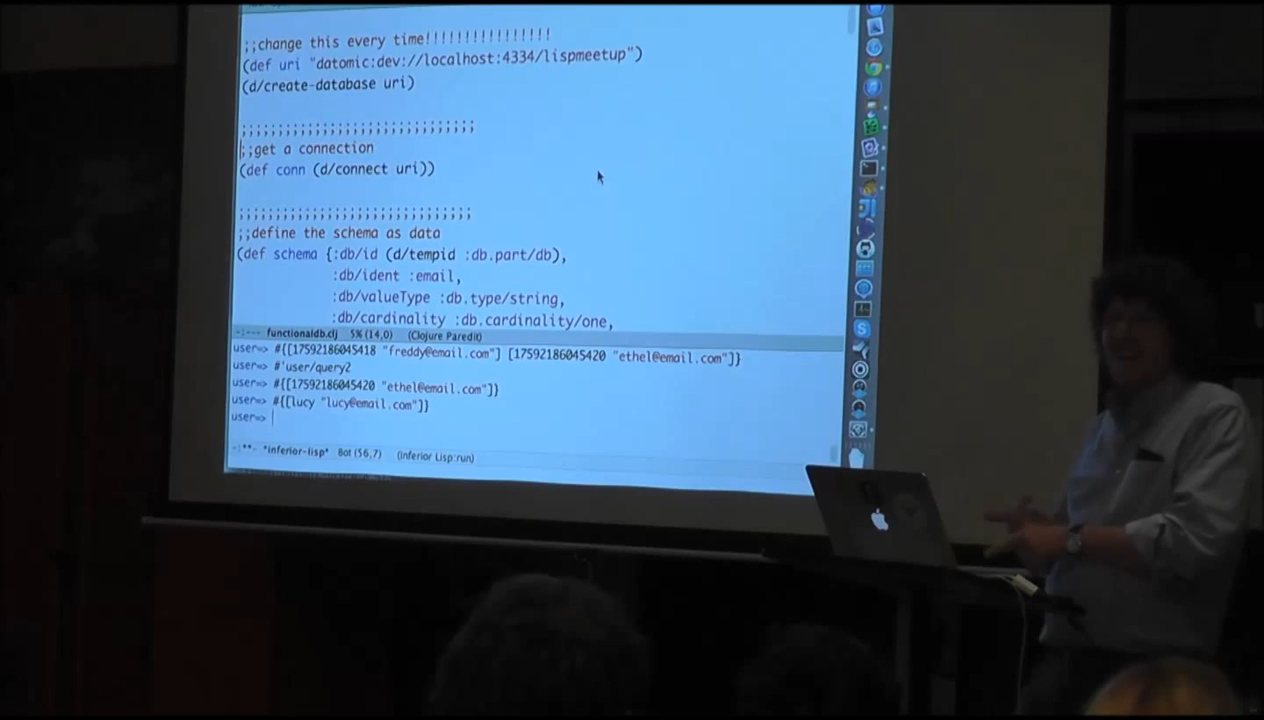 ;;change this every time!!!!!!!!!!!!!!!!
(def uri "datomic:dev://localhost:4334/lispmeetup")
(d/create-database uri)
;;;;;;;;;;;;;;;;;;;;;;;;;;;;;
;;get a connection
(def conn (d/connect uri))
;;;;;;;;;;;;;;;;;;;;;;;;;;;;;
;;define the schema as data
(def schema {:db/id (d/tempid :db.part/db),
:db/ident :email,
:db/valueType :db.type/string,
:db/cardinality :db.cardinality/one,
-:--- functionaldb.clj 5% (14,0) (Clojure Paredit)
user=> #{[17592186045418 "freddy@email.com"] [17592186045420 "ethel@email.com"]}
user=> #'user/query2
user=> #{[17592186045420 "ethel@email.com"]}
user=> #{[lucy "lucy@email.com"]}
user=>
-:**- *inferior-lisp* Bot (56,7) (Inferior Lisp:run)